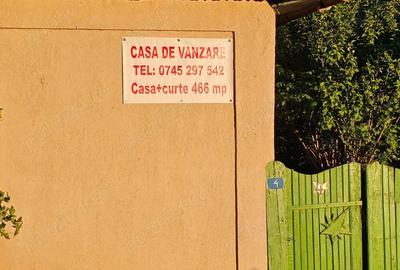 CASA DE VANZARE
TEL: 0745 297 542
Casa+curte 466 mp
4